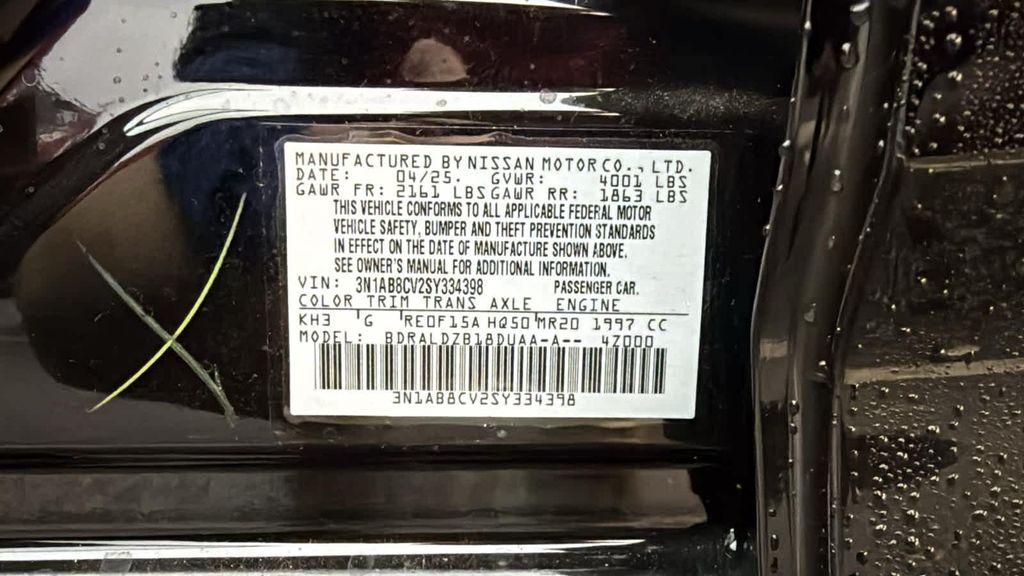 MANUFACTURED BY NISSAN MOTOR CO., LTD.
DATE: 04/25. GVWR: 4001 LBS
GAWR FR: 2161 LBS GAWR RR: 1863 LBS
THIS VEHICLE CONFORMS TO ALL APPLICABLE FEDERAL MOTOR
VEHICLE SAFETY, BUMPER AND THEFT PREVENTION STANDARDS
IN EFFECT ON THE DATE OF MANUFACTURE SHOWN ABOVE.
SEE OWNER'S MANUAL FOR ADDITIONAL INFORMATION.
VIN: 3N1AB8CV2SY334398 PASSENGER CAR.
COLOR TRIM TRANS AXLE ENGINE
KH3 G RE0F15A HQ50 MR20 1997 CC
MODEL: BDRALDZB18DUAA-A-- 47000
3N1AB8CV2SY334398